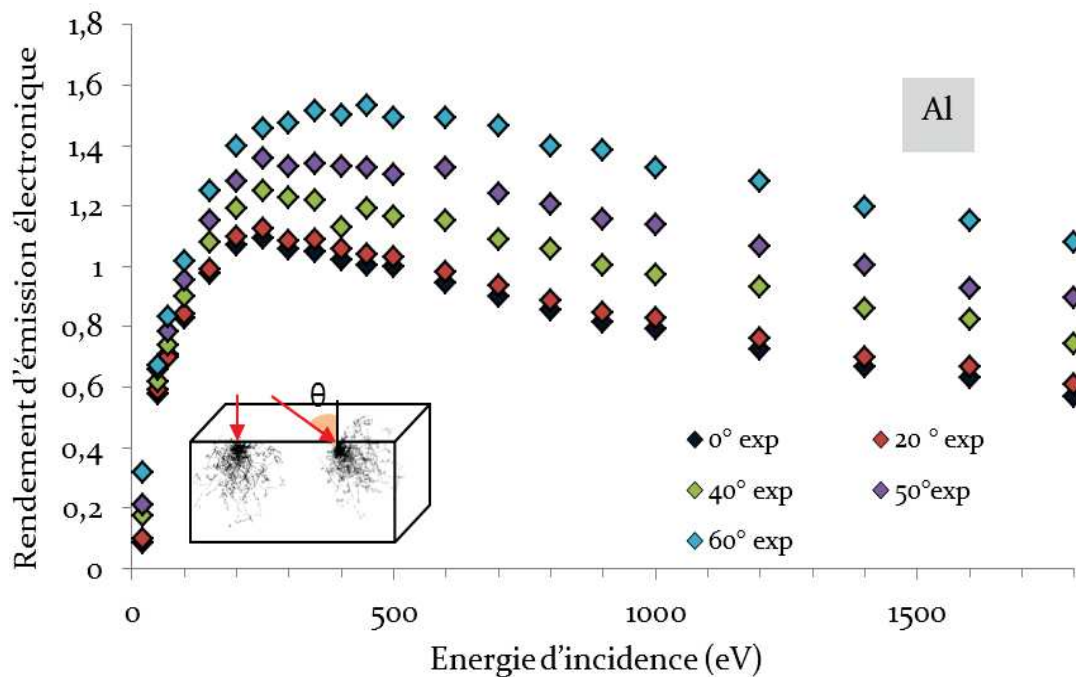 Rendement d'émission électronique
1,8
1,6
1,4
1,2
1
0,8
0,6
0,4
0,2
0
Al
θ
0° exp
20 ° exp
40° exp
50°exp
60° exp
0
500
1000
1500
Energie d'incidence (eV)